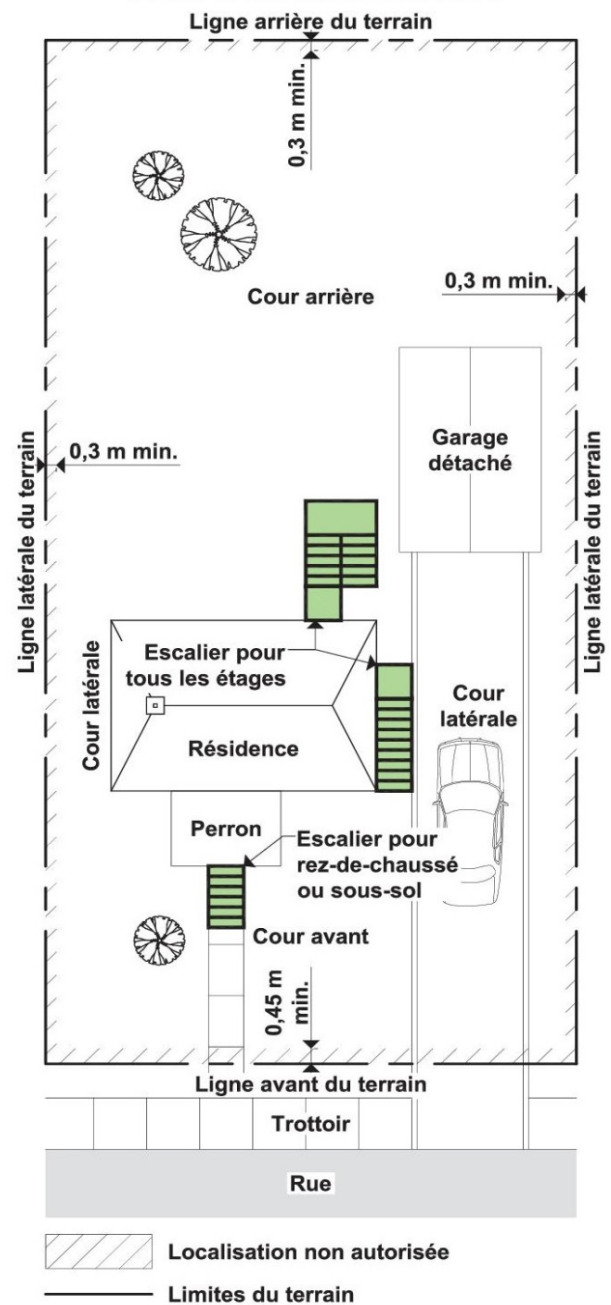 Ligne arrière du terrain
0,3 m min.
Cour arrière
0,3 m min.
Garage
détaché
0,3 m min.
Ligne latérale du terrain
Ligne latérale du terrain
Escalier pour
tous les étages
Cour latérale
Cour
latérale
Résidence
Perron
Escalier pour
rez-de-chaussé
ou sous-sol
Cour avant
0,45 m
min.
Ligne avant du terrain
Trottoir
Rue
Localisation non autorisée
Limites du terrain